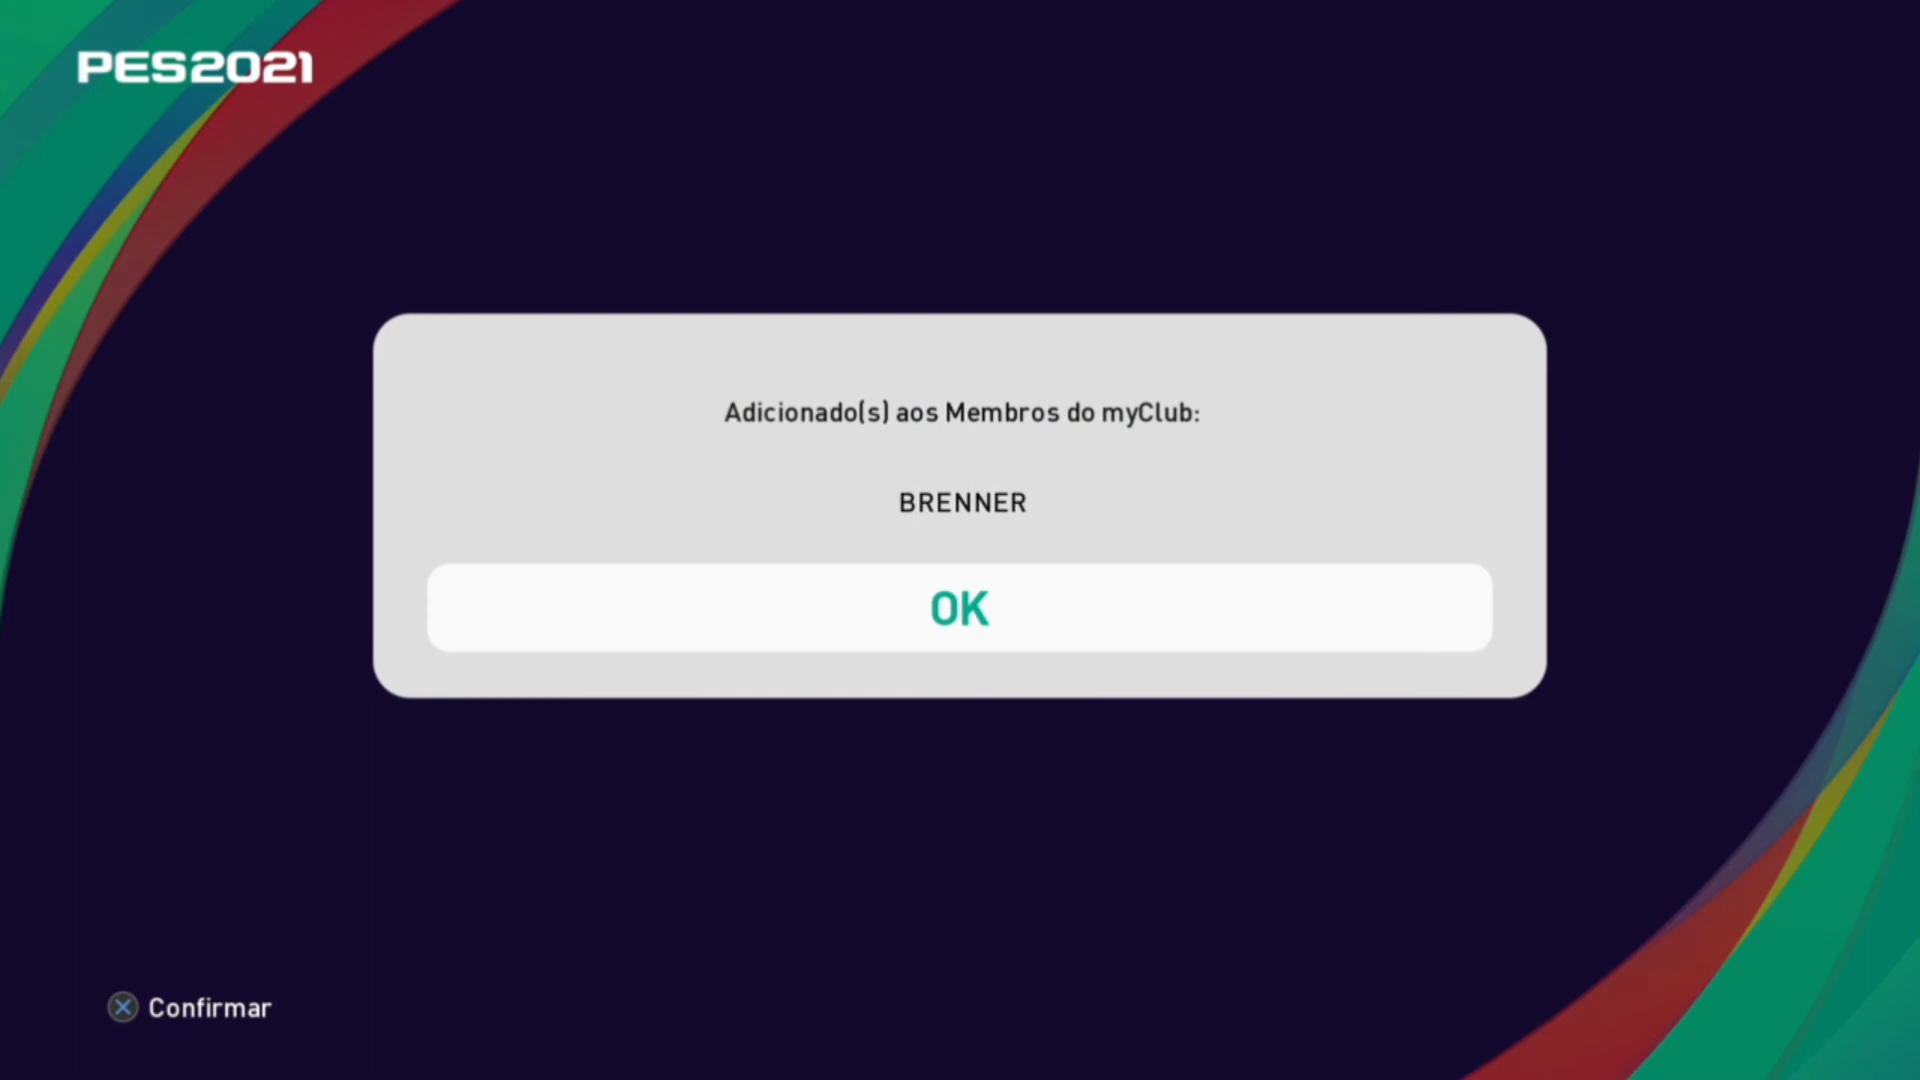 PES2021
Adicionado(s) aos Membros do myClub:
BRENNER
OK
Confirmar